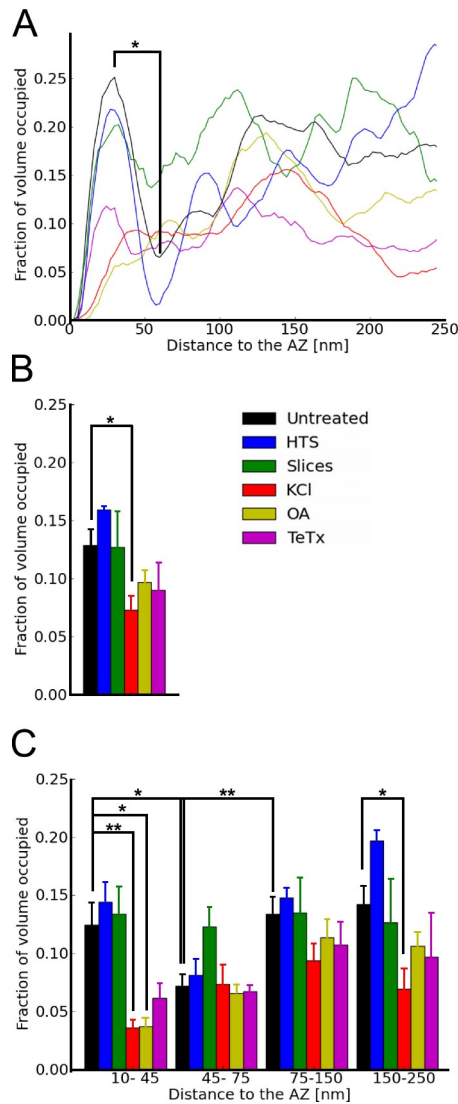 A
*
0.25
0.20
0.15
0.10
0.05
0.00
Fraction of volume occupied
0 50 100 150 200 250
Distance to the AZ [nm]
B
0.25
0.20
0.15
0.10
0.05
0.00
Fraction of volume occupied
*
Untreated
HTS
Slices
KCl
OA
TeTx
C
0.25
0.20
0.15
0.10
0.05
0.00
Fraction of volume occupied
* ** *
*
**
10- 45 45- 75 75-150 150-250
Distance to the AZ [nm]